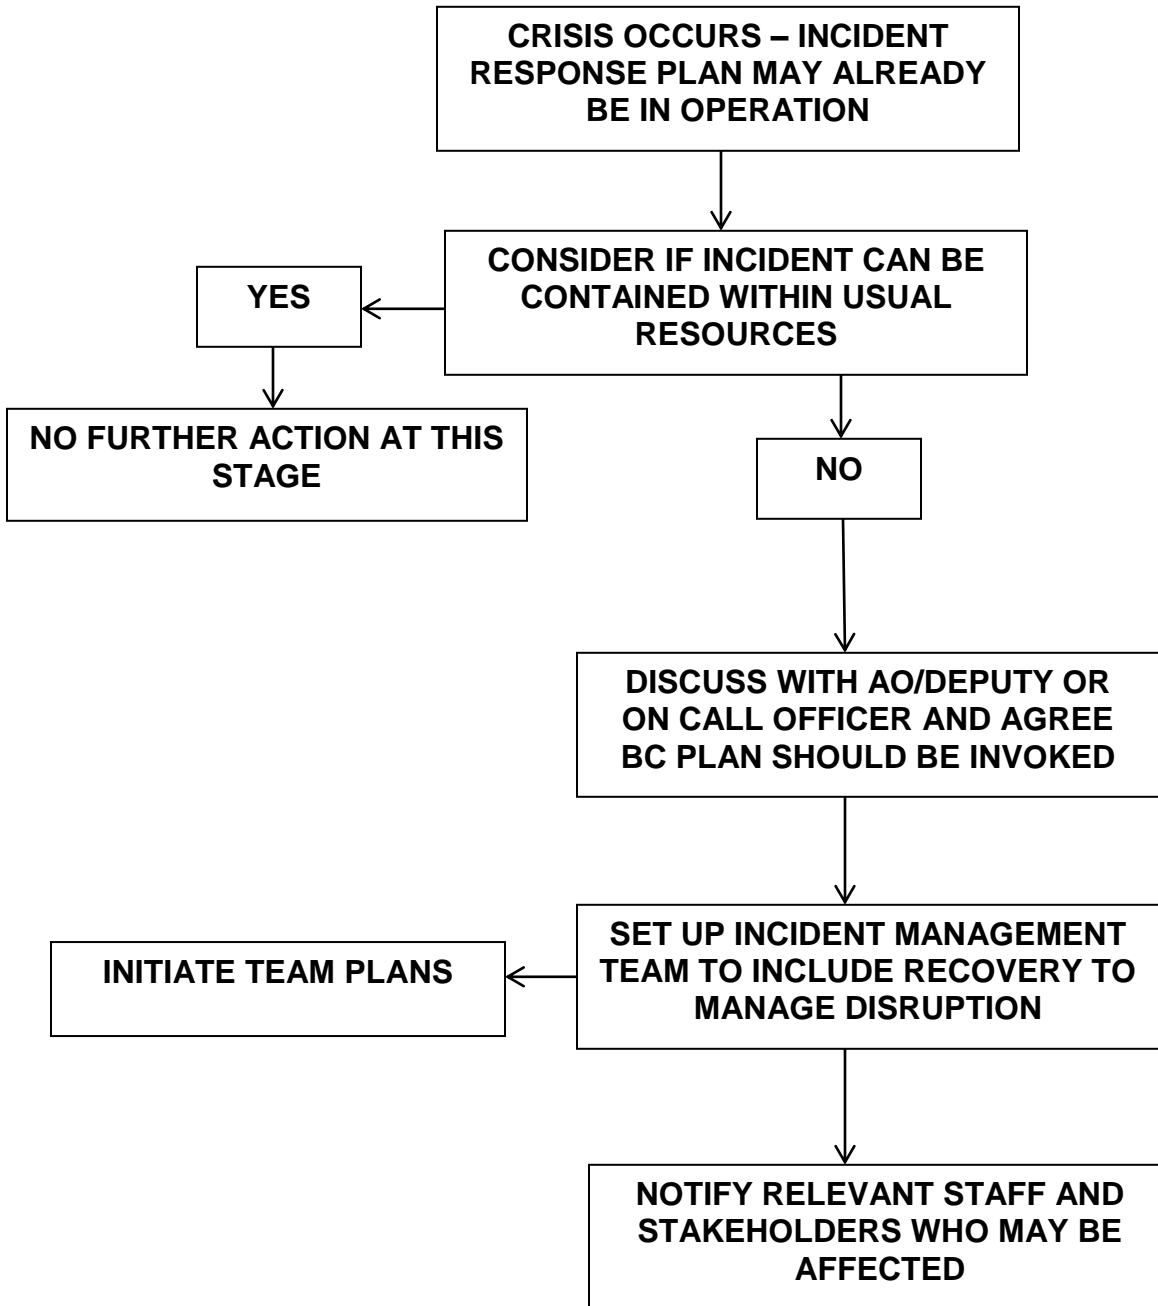 CRISIS OCCURS – INCIDENT
RESPONSE PLAN MAY ALREADY
BE IN OPERATION
CONSIDER IF INCIDENT CAN BE
CONTAINED WITHIN USUAL
RESOURCES
YES
NO FURTHER ACTION AT THIS
STAGE
NO
DISCUSS WITH AO/DEPUTY OR
ON CALL OFFICER AND AGREE
BC PLAN SHOULD BE INVOKED
SET UP INCIDENT MANAGEMENT
TEAM TO INCLUDE RECOVERY TO
MANAGE DISRUPTION
INITIATE TEAM PLANS
NOTIFY RELEVANT STAFF AND
STAKEHOLDERS WHO MAY BE
AFFECTED